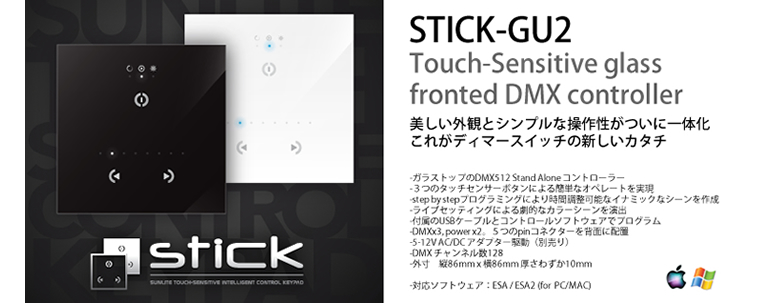 STICK-GU2
Touch-Sensitive glass
fronted DMX controller
美しい外観とシンプルな操作性がついに一体化
これがディマースイッチの新しいカタチ
-ガラストップのDMX512 Stand Alone コントローラー
-３つのタッチセンサーボタンによる簡単なオペレートを実現
-step by stepプログラミングにより時間調整可能なイナミックなシーンを作成
-ライブセッティングによる劇的なカラーシーンを演出
-付属のUSBケーブルとコントロールソフトウェアでプログラム
-DMXx3, power x2。５つのpinコネクターを背面に配置
-5-12V AC/DC アダプター駆動（別売り）
-DMX チャンネル数128
-外寸　縦86mm x 横86mm 厚さわずか10mm
-対応ソフトウェア：ESA / ESA2 (for PC/MAC)
stick
SUNLITE TOUCH-SENSITIVE INTELLIGENT CONTROL KEYPAD